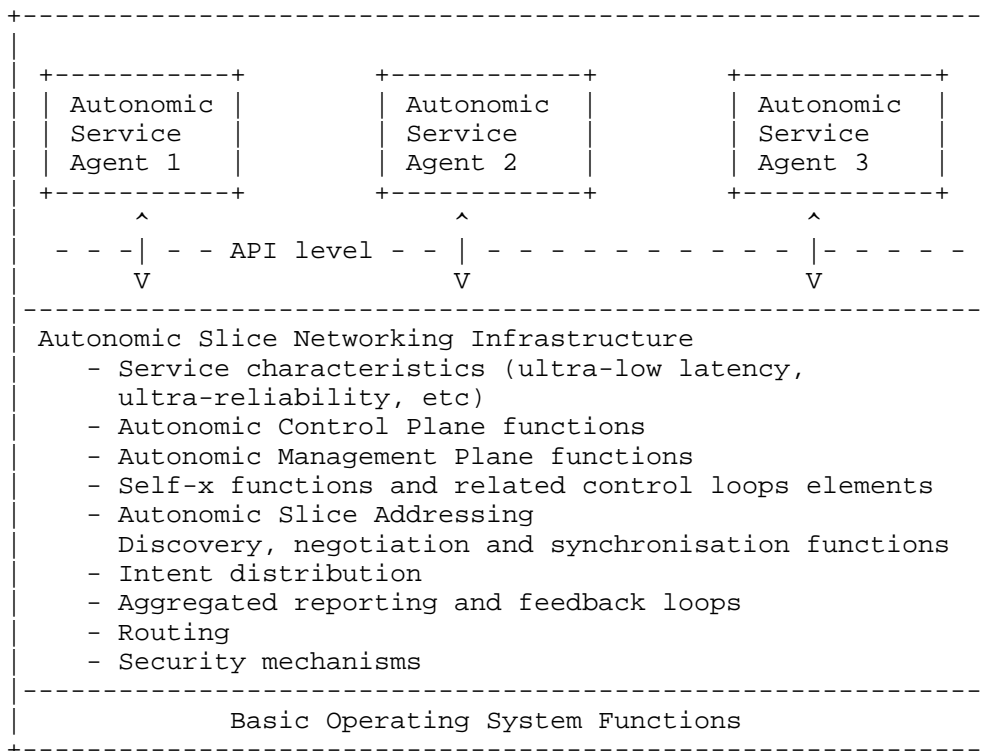 +------------------------------------------------------------
|
| +-----------+        +------------+        +------------+
| | Autonomic |        | Autonomic  |        | Autonomic  |
| | Service   |        | Service    |        | Service    |
| | Agent 1   |        | Agent 2    |        | Agent 3    |
| +-----------+        +------------+        +------------+
|       ^                   ^                     ^
|  - - -| - - API level - - | - - - - - - - - - - |- - - - -
|       V                   V                     V
|------------------------------------------------------------
| Autonomic Slice Networking Infrastructure
|    - Service characteristics (ultra-low latency,
|      ultra-reliability, etc)
|    - Autonomic Control Plane functions
|    - Autonomic Management Plane functions
|    - Self-x functions and related control loops elements
|    - Autonomic Slice Addressing
|      Discovery, negotiation and synchronisation functions
|    - Intent distribution
|    - Aggregated reporting and feedback loops
|    - Routing
|    - Security mechanisms
|------------------------------------------------------------
|             Basic Operating System Functions
+------------------------------------------------------------